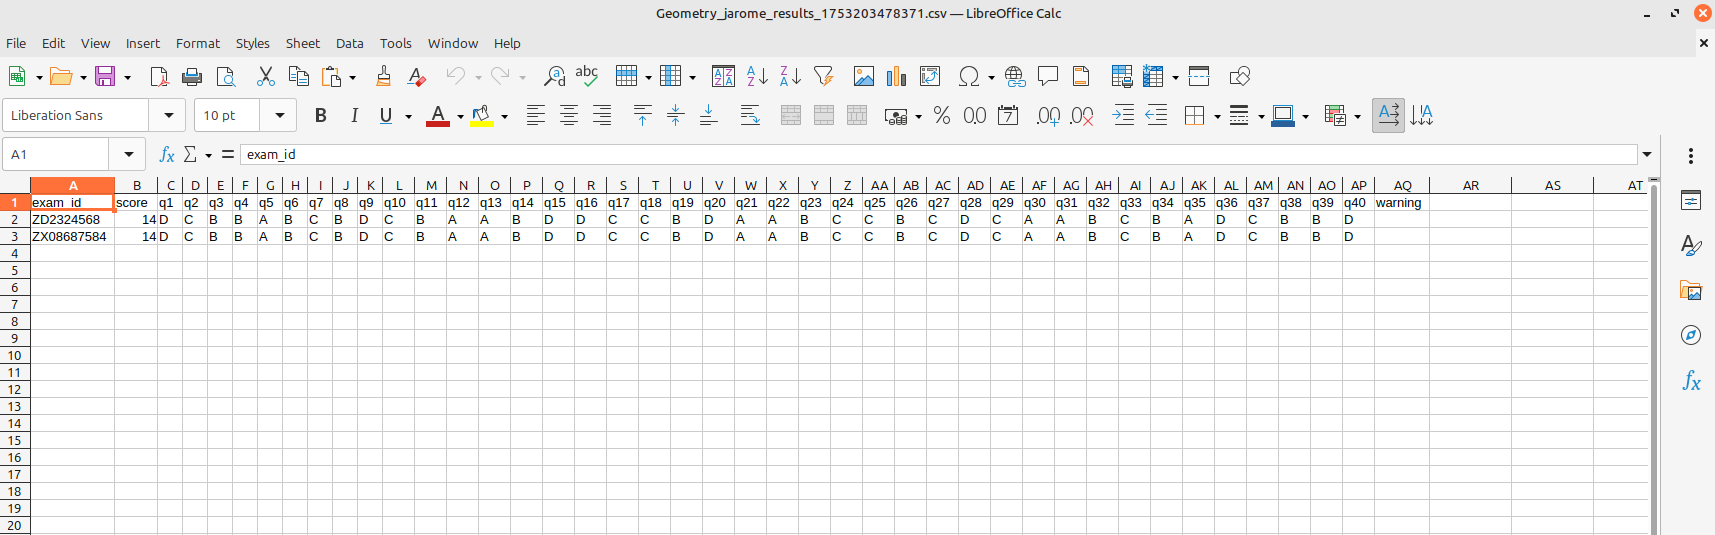 Geometry_jarome_results_1753203478371.csv — LibreOffice Calc
File Edit View Insert Format Styles Sheet Data Tools Window Help
Liberation Sans 10 pt
A1 exam_id
A B C D E F G H I J K L M N O P Q R S T U V W X Y Z AA AB AC AD AE AF AG AH AI AJ AK AL AM AN AO AP AQ AR AS AT
1 exam_id score q1 q2 q3 q4 q5 q6 q7 q8 q9 q10 q11 q12 q13 q14 q15 q16 q17 q18 q19 q20 q21 q22 q23 q24 q25 q26 q27 q28 q29 q30 q31 q32 q33 q34 q35 q36 q37 q38 q39 q40 warning
2 ZD2324568 14 D C B B A B C B D C B A A B D D C C B D A A B C C B C D C A A B C B A D C B B D
3 ZX08687584 14 D C B B A B C B D C B A A B D D C C B D A A B C C B C D C A A B C B A D C B B D
4
5
6
7
8
9
10
11
12
13
14
15
16
17
18
19
20